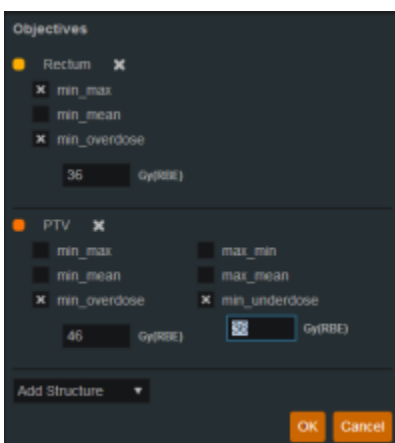 Objectives
Rectum
min_max
min_mean
min_overdose
36 Gy(RBE)
PTV
min_max max_min
min_mean max_mean
min_overdose min_underdose
46 Gy(RBE) Gy(RBE)
Add Structure
OK Cancel